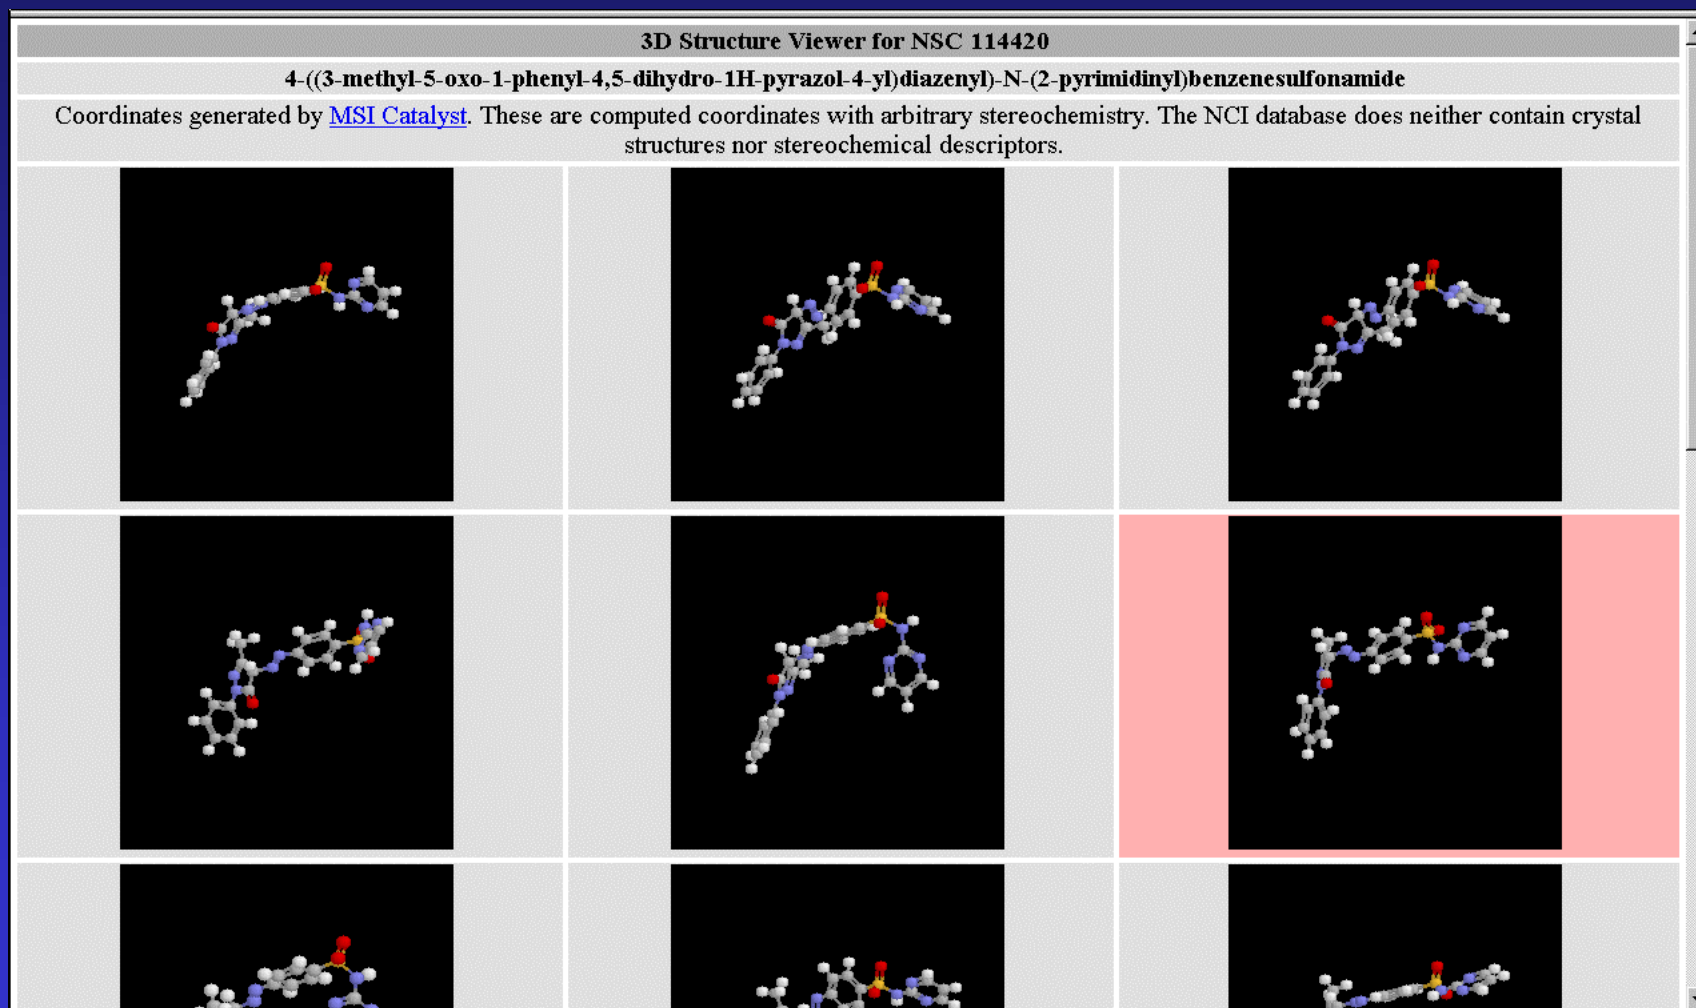 3D Structure Viewer for NSC 114420
4-((3-methyl-5-oxo-1-phenyl-4,5-dihydro-1H-pyrazol-4-yl)diazenyl)-N-(2-pyrimidinyl)benzenesulfonamide
Coordinates generated by MSI Catalyst. These are computed coordinates with arbitrary stereochemistry. The NCI database does neither contain crystal
structures nor stereochemical descriptors.